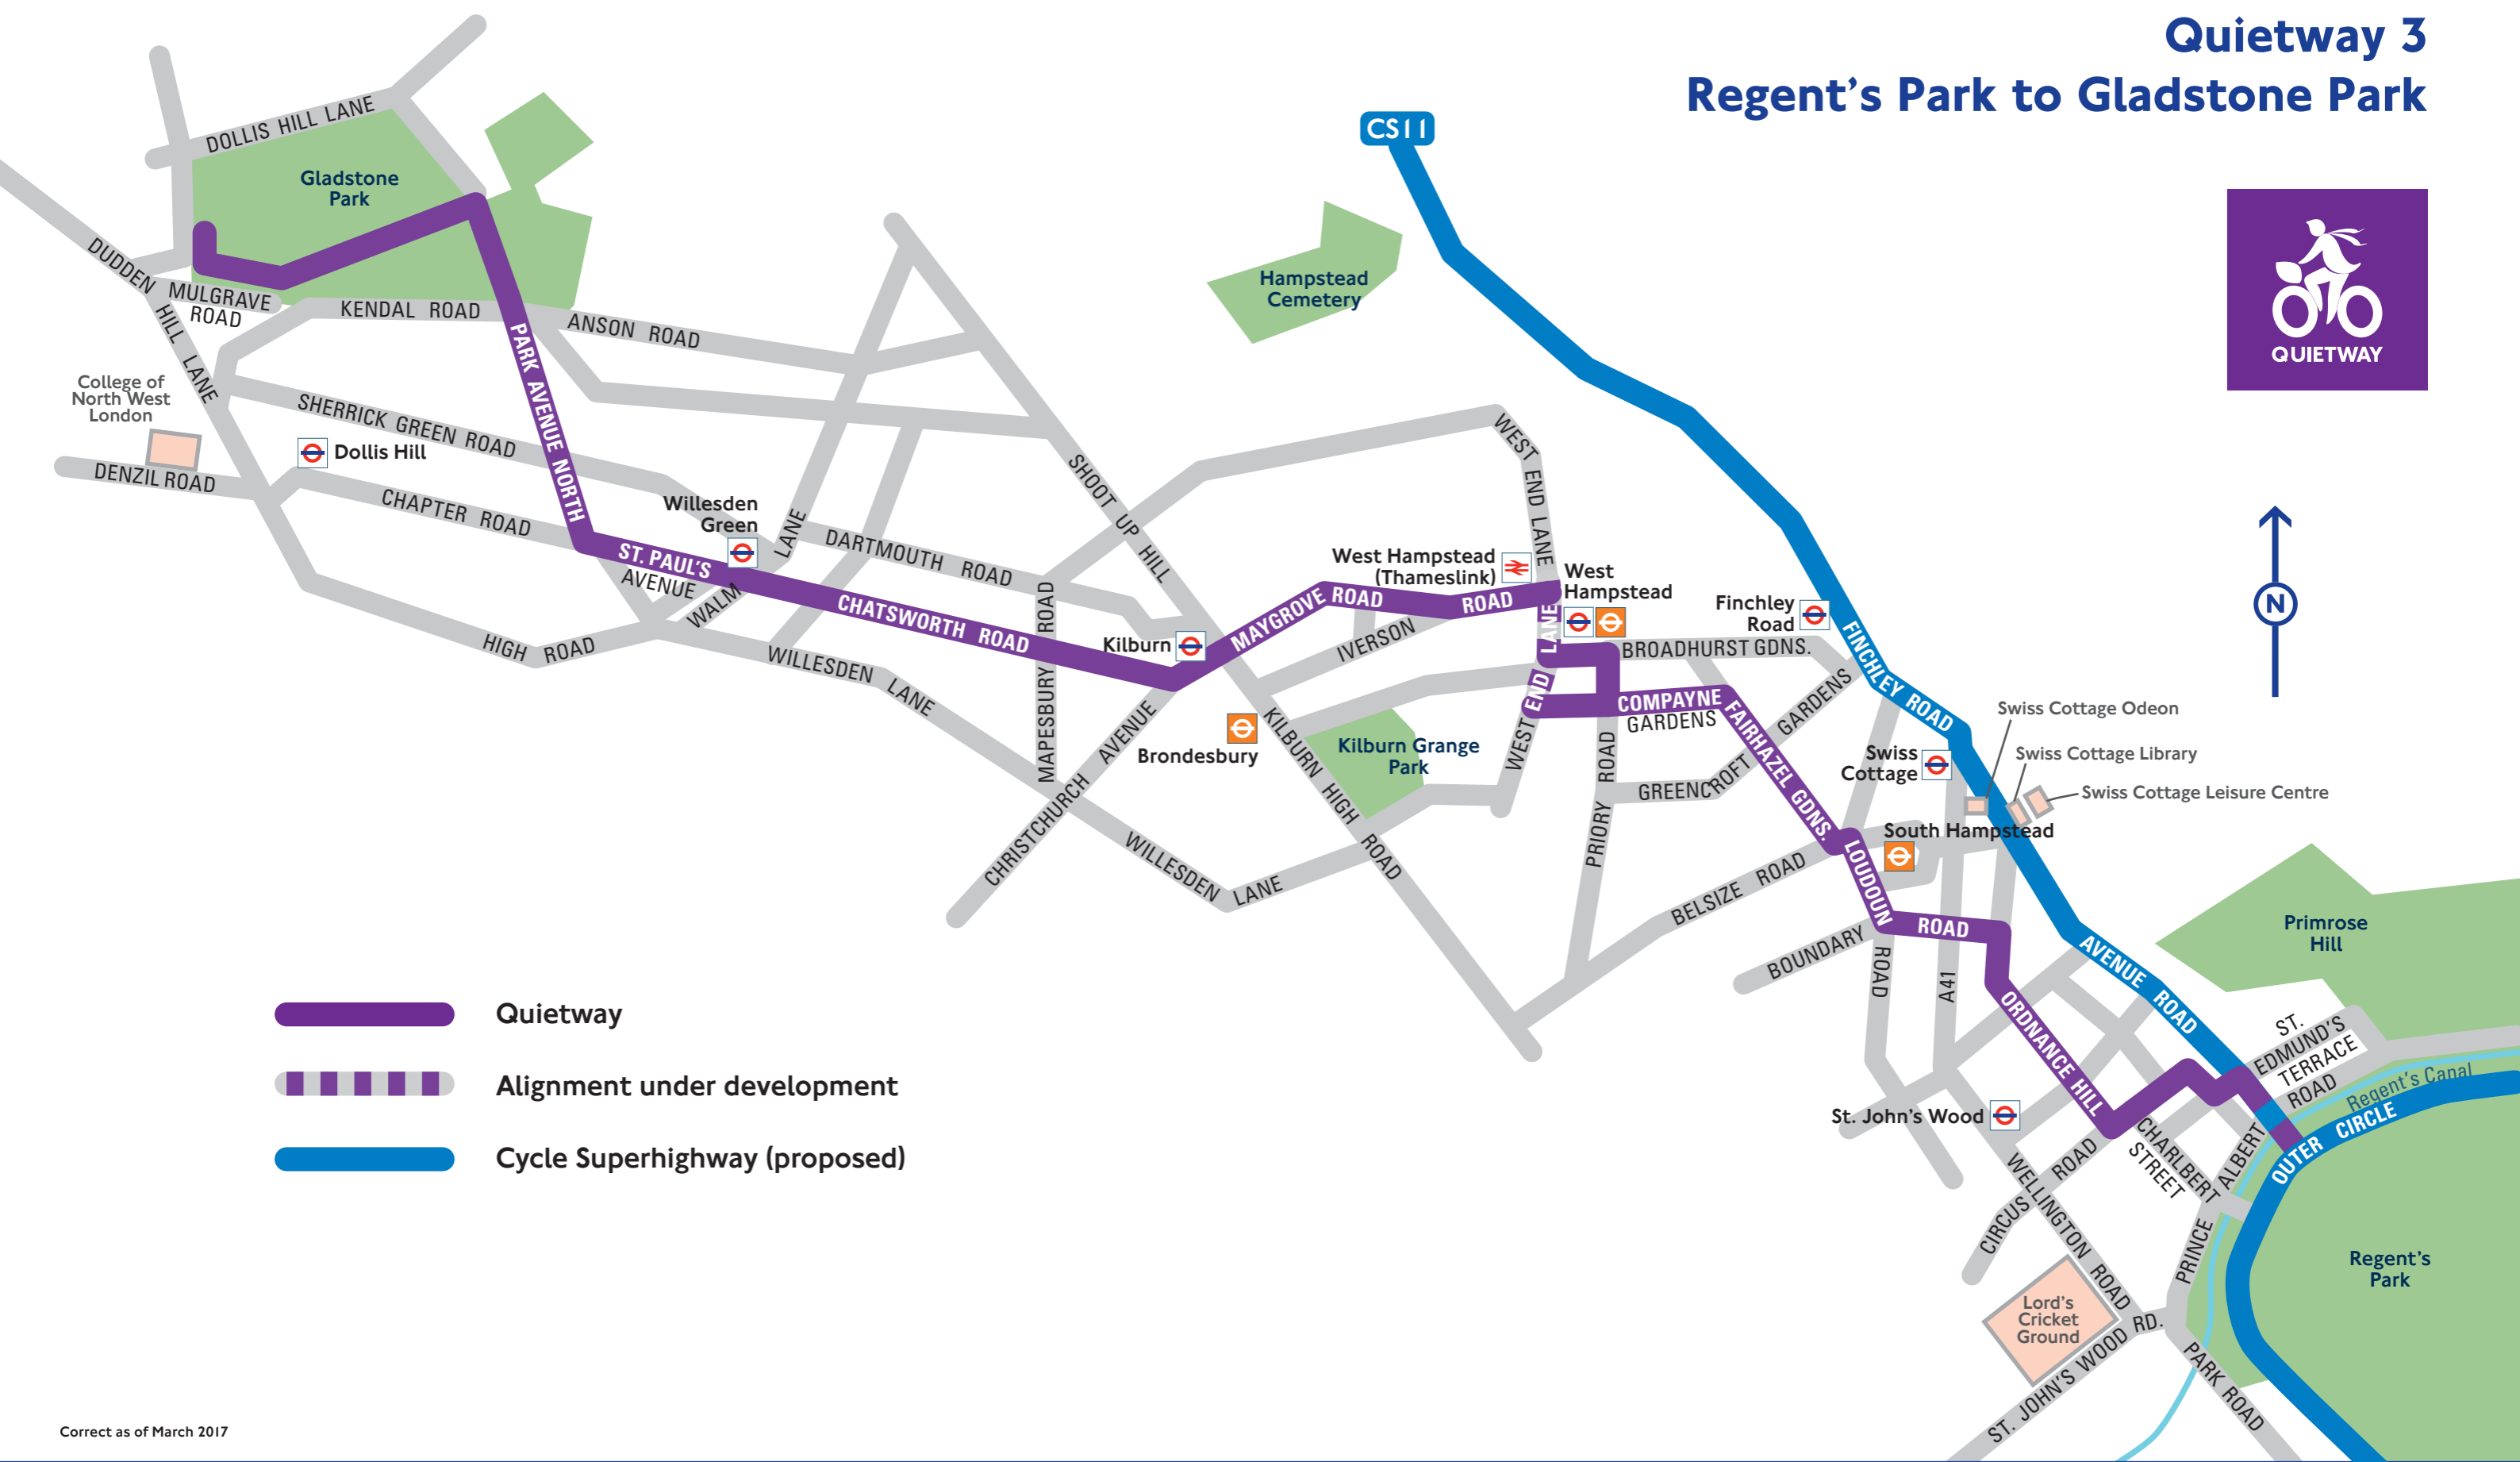 Quietway 3
Regent's Park to Gladstone Park
CS11
QUIETWAY
DOLLIS HILL LANE
Gladstone
Park
Hampstead
Cemetery
DUDDEN HILL LANE
MULGRAVE
ROAD
KENDAL ROAD
ANSON ROAD
PARK AVENUE NORTH
College of
North West
London
SHERRICK GREEN ROAD
Dollis Hill
DENZIL ROAD
CHAPTER ROAD
Willesden
Green
ST. PAUL'S
AVENUE
WALM LANE
DARTMOUTH ROAD
SHOOT UP HILL
WEST END LANE
West Hampstead
(Thameslink)
West
Hampstead
Finchley
Road
CHATSWORTH ROAD
MAPESBURY ROAD
Kilburn
MAYGROVE ROAD
ROAD
IVERSON
HIGH ROAD
WILLESDEN LANE
BROADHURST GDNS.
FINCHLEY ROAD
WEST END LANE
COMPAYNE
GARDENS
FAIRHAZEL GDNS.
GREENCROFT GARDENS
N
CHRISTCHURCH AVENUE
Brondesbury
KILBURN HIGH ROAD
Kilburn Grange
Park
PRIORY ROAD
Swiss
Cottage
Swiss Cottage Odeon
Swiss Cottage Library
Swiss Cottage Leisure Centre
South Hampstead
WILLESDEN LANE
BELSIZE ROAD
LOUDOUN ROAD
ROAD
BOUNDARY
A41
Primrose
Hill
AVENUE ROAD
ORDNANCE HILL
ST.
EDMUND'S
TERRACE
Regent's Canal
OUTER CIRCLE
St. John's Wood
CHARLBERT
STREET
PRINCE ALBERT ROAD
CIRCUS ROAD
WELLINGTON ROAD
Regent's
Park
Lord's
Cricket
Ground
ST. JOHN'S WOOD RD.
PARK ROAD
Quietway
Alignment under development
Cycle Superhighway (proposed)
Correct as of March 2017